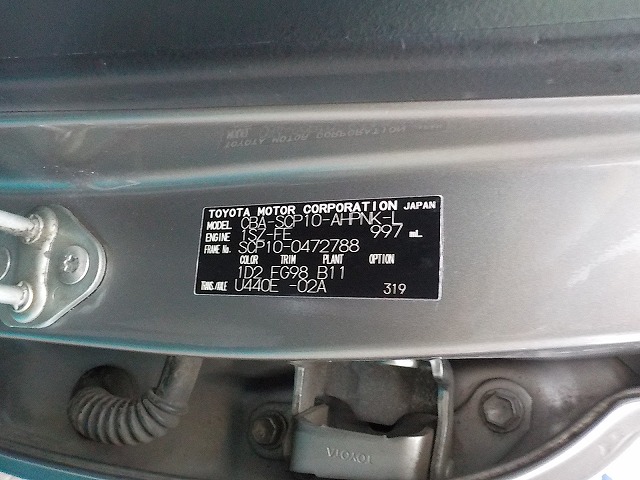 TOYOTA MOTOR CORPORATION JAPAN
MODEL CBA-SCP10-AHPNK-L
ENGINE 1SZ-FE 997 mL
FRAME No. SCP10-0472788
COLOR TRIM PLANT OPTION
1D2 FG98 B11
TRANS/AXLE U440E -02A 319
TOYOTA